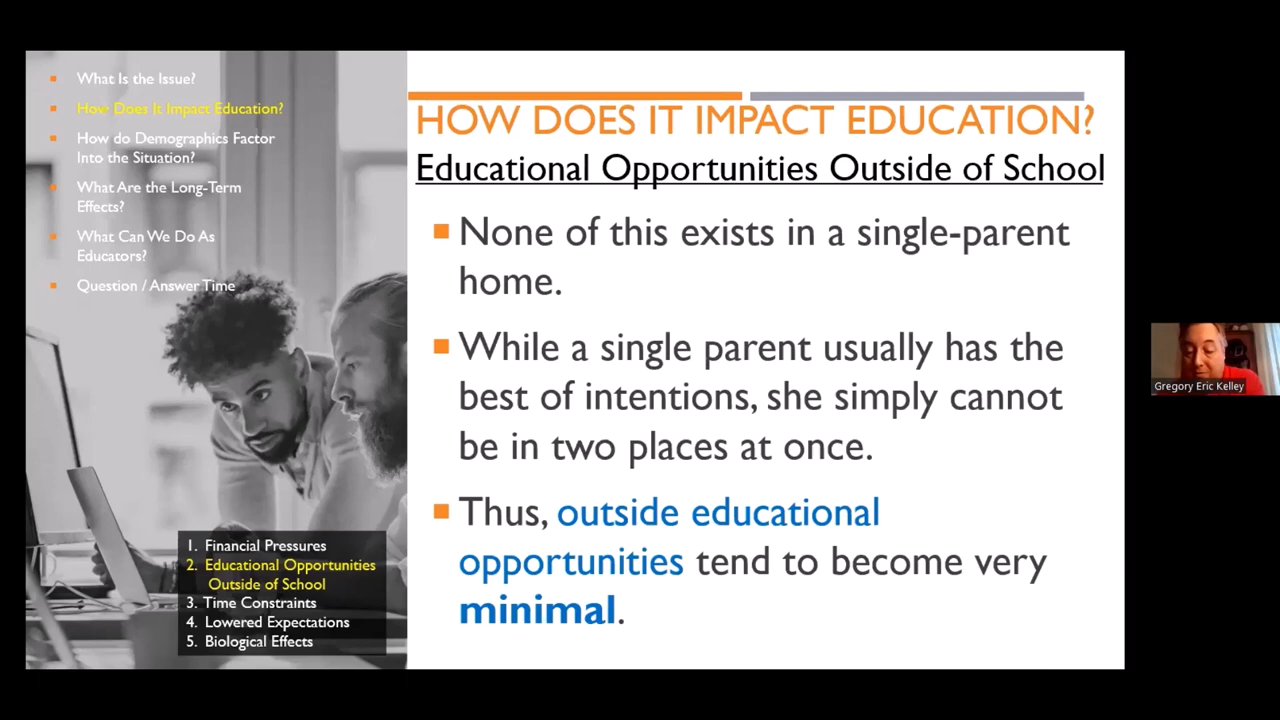 What Is the Issue?
How Does It Impact Education?
How do Demographics Factor
Into the Situation?
What Are the Long-Term
Effects?
What Can We Do As
Educators?
Question / Answer Time
1. Financial Pressures
2. Educational Opportunities
Outside of School
3. Time Constraints
4. Lowered Expectations
5. Biological Effects
HOW DOES IT IMPACT EDUCATION?
Educational Opportunities Outside of School
None of this exists in a single-parent
home.
While a single parent usually has the
best of intentions, she simply cannot
be in two places at once.
Thus, outside educational
opportunities tend to become very
minimal.
Gregory Eric Kelley